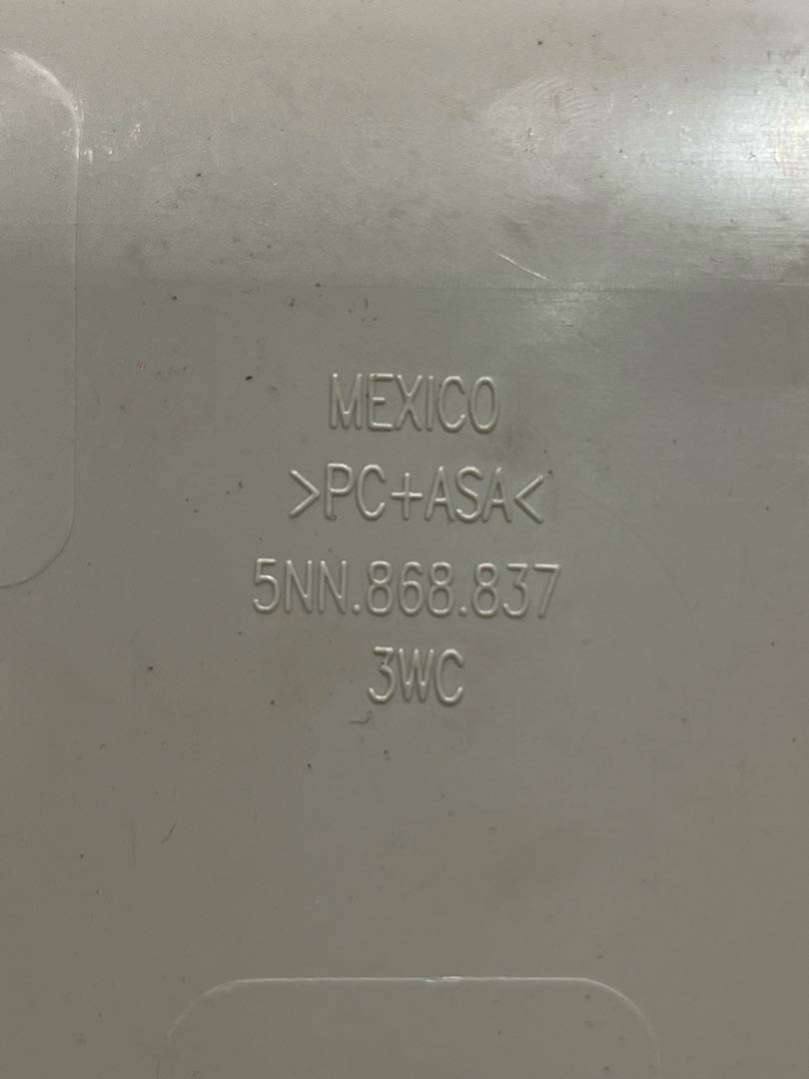 MEXICO
>PC+ASA<
5NN.868.837
3WC